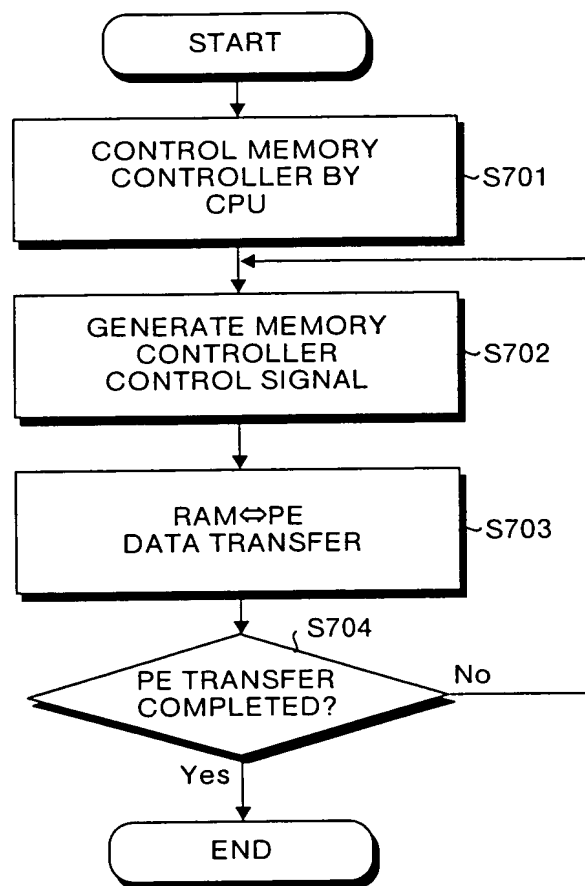 START
CONTROL MEMORY
CONTROLLER BY
CPU
S701
GENERATE MEMORY
CONTROLLER
CONTROL SIGNAL
S702
RAM⇔PE
DATA TRANSFER
S703
S704
PE TRANSFER
COMPLETED?
No
Yes
END